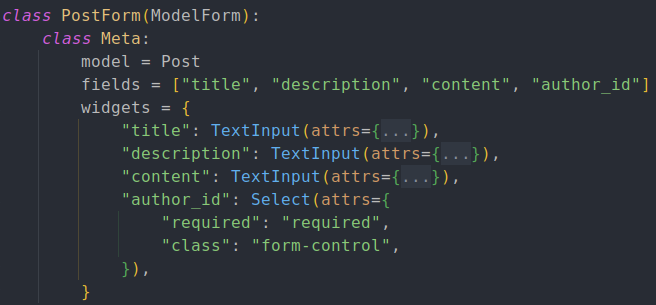 class PostForm(ModelForm):
    class Meta:
        model = Post
        fields = ["title", "description", "content", "author_id"]
        widgets = {
            "title": TextInput(attrs={...}),
            "description": TextInput(attrs={...}),
            "content": TextInput(attrs={...}),
            "author_id": Select(attrs={
                "required": "required",
                "class": "form-control",
            }),
        }